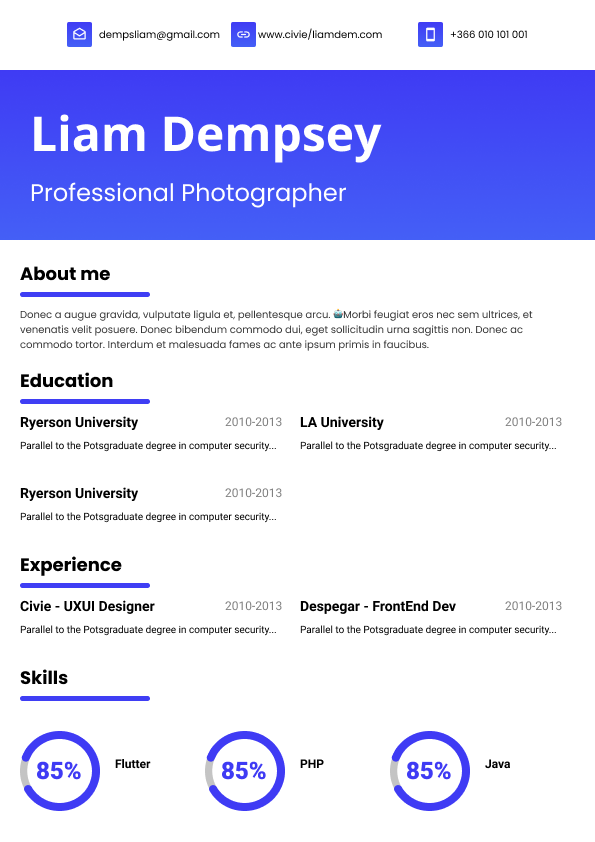 dempsliam@gmail.com www.civie/liamdem.com +366 010 101 001
Liam Dempsey
Professional Photographer
About me
Donec a augue gravida, vulputate ligula et, pellentesque arcu. Morbi feugiat eros nec sem ultrices, et
venenatis velit posuere. Donec bibendum commodo dui, eget sollicitudin urna sagittis non. Donec ac
commodo tortor. Interdum et malesuada fames ac ante ipsum primis in faucibus.
Education
Ryerson University 2010-2013
Parallel to the Potsgraduate degree in computer security...
LA University 2010-2013
Parallel to the Potsgraduate degree in computer security...
Ryerson University 2010-2013
Parallel to the Potsgraduate degree in computer security...
Experience
Civie - UXUI Designer 2010-2013
Parallel to the Potsgraduate degree in computer security...
Despegar - FrontEnd Dev 2010-2013
Parallel to the Potsgraduate degree in computer security...
Skills
85% Flutter
85% PHP
85% Java